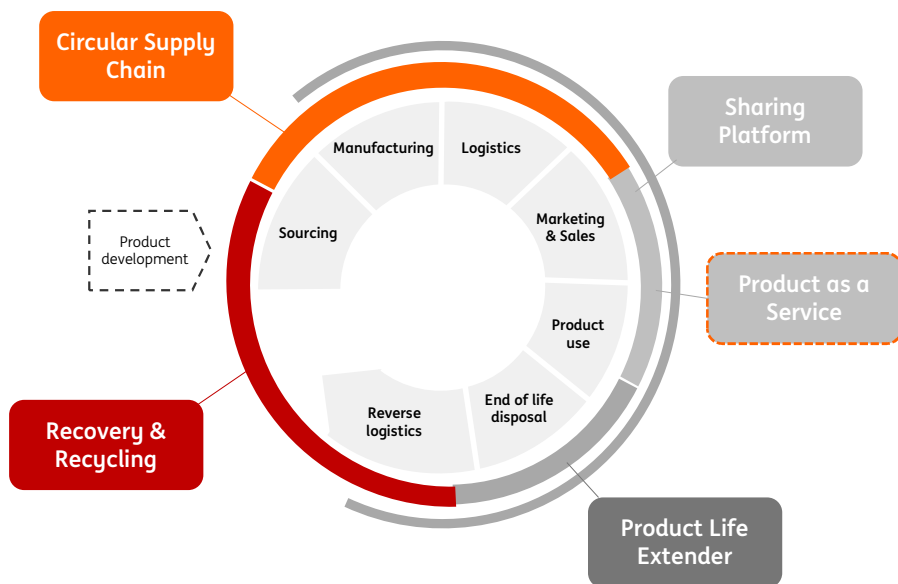 Circular Supply
Chain
Sharing
Platform
Manufacturing
Logistics
Sourcing
Marketing
& Sales
Product
development
Product as a
Service
Product
use
End of life
disposal
Reverse
logistics
Recovery &
Recycling
Product Life
Extender